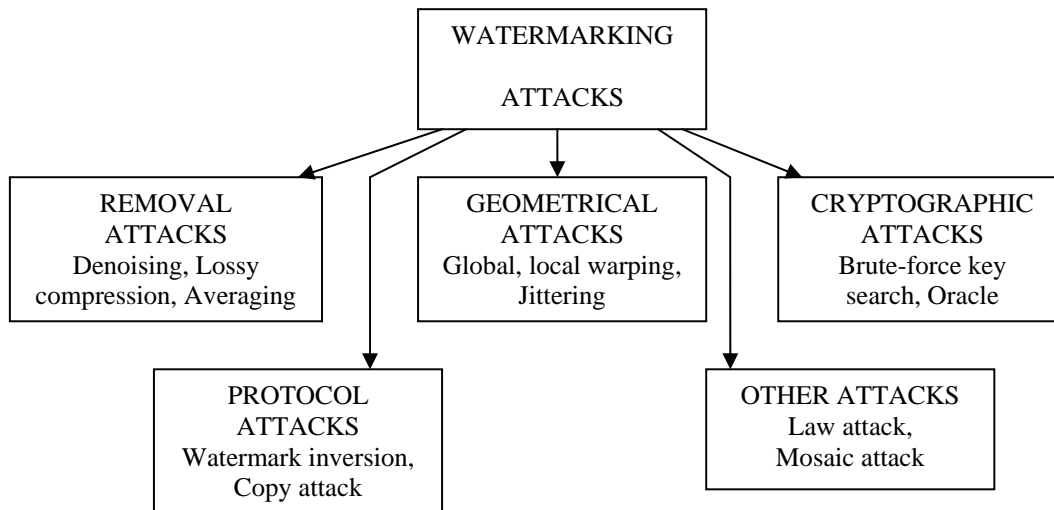 WATERMARKING
ATTACKS
REMOVAL
ATTACKS
Denoising, Lossy
compression, Averaging
GEOMETRICAL
ATTACKS
Global, local warping,
Jittering
CRYPTOGRAPHIC
ATTACKS
Brute-force key
search, Oracle
PROTOCOL
ATTACKS
Watermark inversion,
Copy attack
OTHER ATTACKS
Law attack,
Mosaic attack